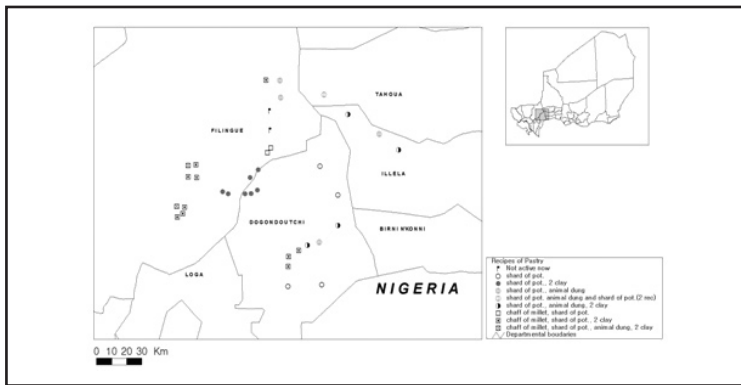 TAHOUA
FILINGUE
ILLELA
DOGONDOUTCHI
BIRNINKONNI
LOGA
NIGERIA
Recipes of Pastry
Not active now
shard of pot.
shard of pot., 2 clay
shard of pot., animal dung
shard of pot. animal dung and shard of pot (2 rec)
shard of pot., animal dung, 2 clay
chaff of millet, shard of pot.
chaff of millet, shard of pot., 2 clay
chaff of millet, shard of pot., animal dung, 2 clay
Departmental boundaries
0 10 20 30 Km